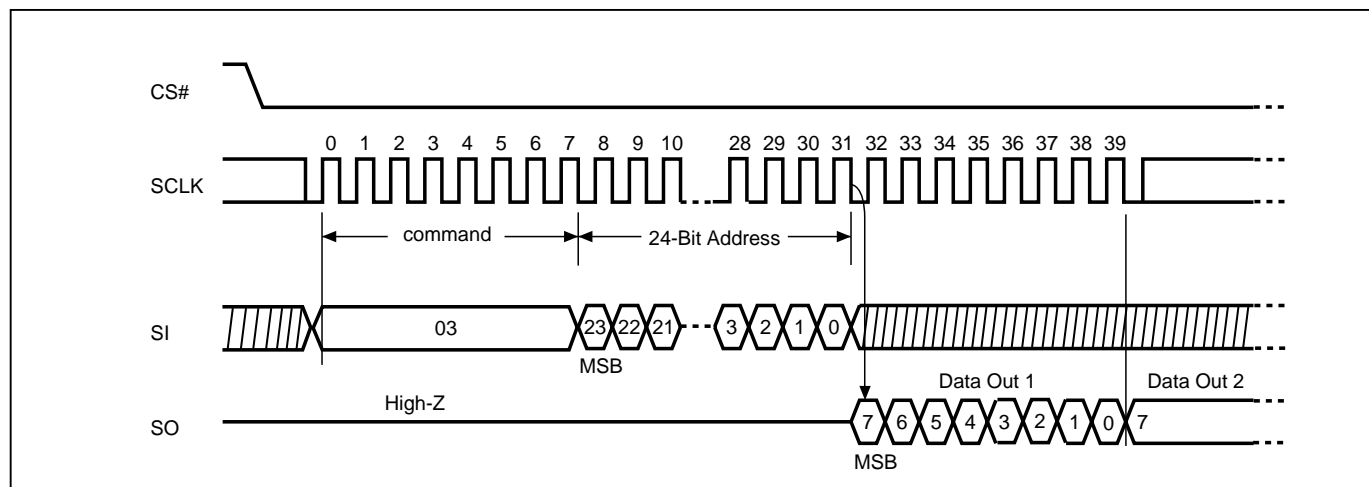 CS#
0 1 2 3 4 5 6 7 8 9 10 28 29 30 31 32 33 34 35 36 37 38 39
SCLK
command 24-Bit Address
SI 03 23 22 21 3 2 1 0
MSB
Data Out 1 Data Out 2
High-Z
SO 7 6 5 4 3 2 1 0 7
MSB